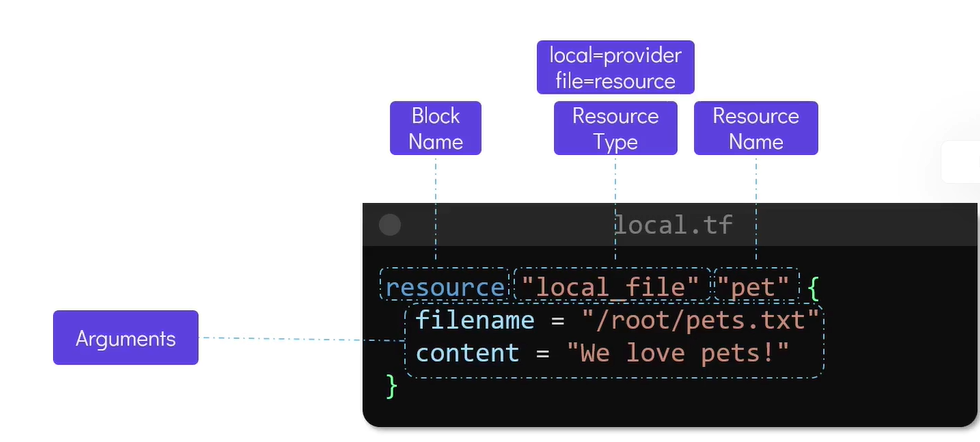 local=provider
file=resource
Block
Name
Resource
Type
Resource
Name
local.tf
resource "local_file" "pet" {
filename = "/root/pets.txt"
content = "We love pets!"
}
Arguments